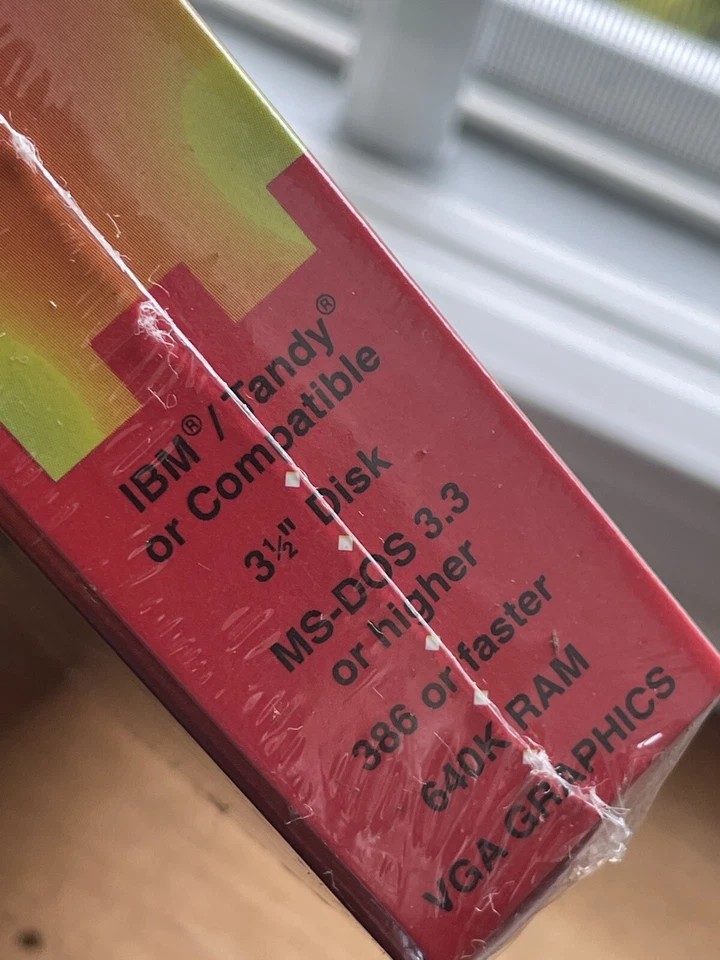 IBM® / Tandy®
or Compatible
3½" Disk
MS-DOS 3.3
or higher
386 or faster
640K RAM
VGA GRAPHICS